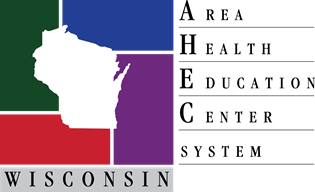 AREA
HEALTH
EDUCATION
CENTER
SYSTEM
WISCONSIN